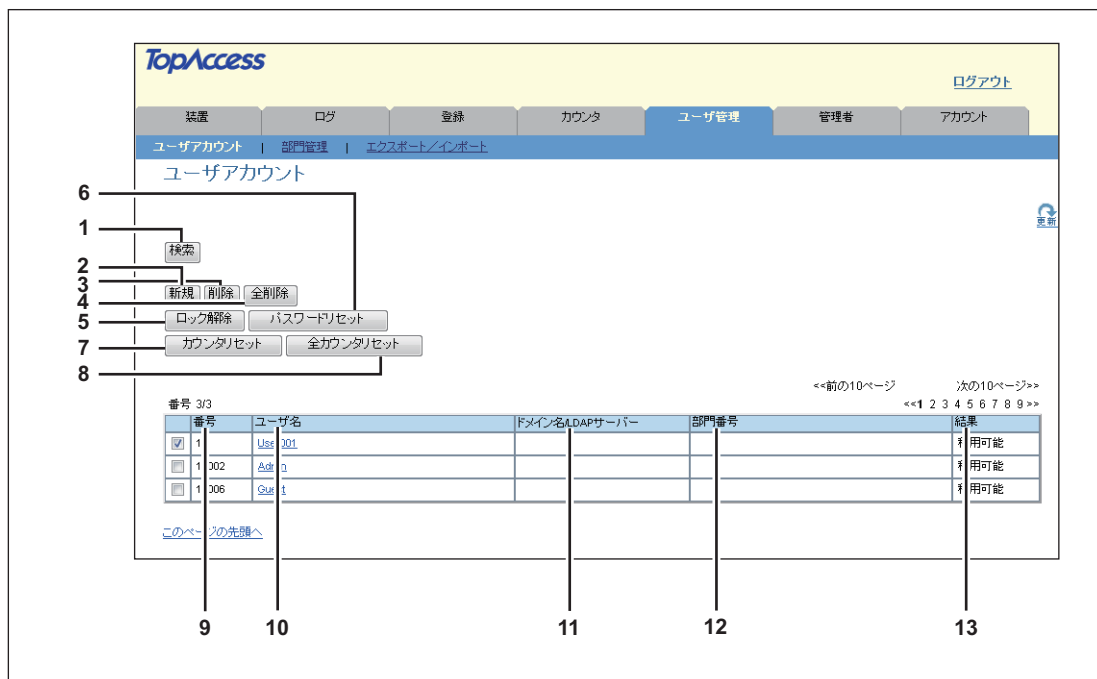 TopAccess
ログアウト
装置 ログ 登録 カウンタ ユーザ管理 管理者 アカウント
ユーザアカウント | 部門管理 | エクスポート／インポート
ユーザアカウント
更新
6
1
検索
2
3
4
新規 削除 全削除
5
ロック解除 パスワードリセット
7
カウンタリセット 全カウンタリセット
8
<<前の10ページ 次の10ページ>>
番号 3/3
<<1 2 3 4 5 6 7 8 9 >>
番号 ユーザ名 ドメイン名/LDAPサーバー 部門番号 結果
1 利用可能
002 利用可能
006 利用可能
このページの先頭へ
9 10 11 12 13